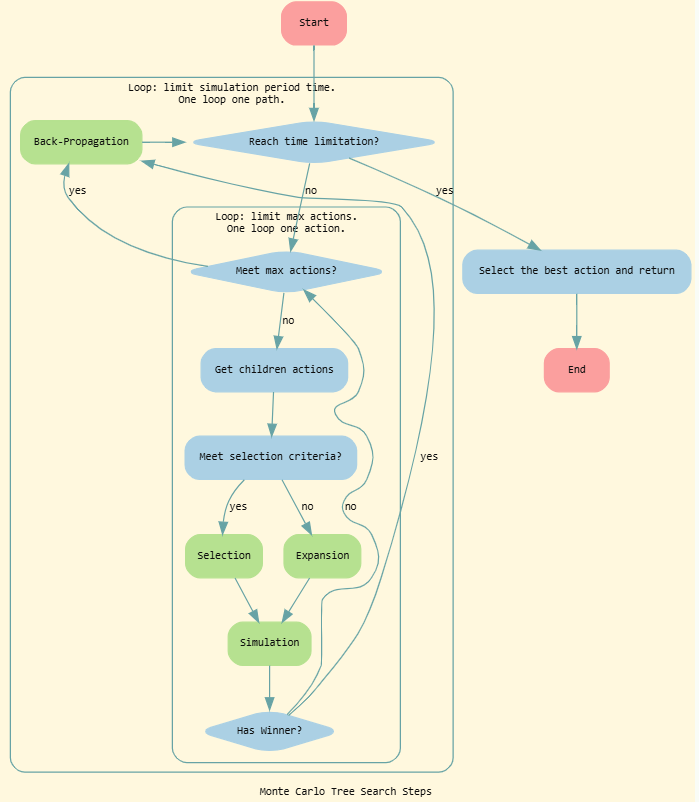 Start
Loop: limit simulation period time.
One loop one path.
Back-Propagation
Reach time limitation?
yes
no
yes
Loop: limit max actions.
One loop one action.
Meet max actions?
Select the best action and return
no
Get children actions
End
Meet selection criteria?
yes
yes
no
no
Selection
Expansion
Simulation
Has Winner?
Monte Carlo Tree Search Steps